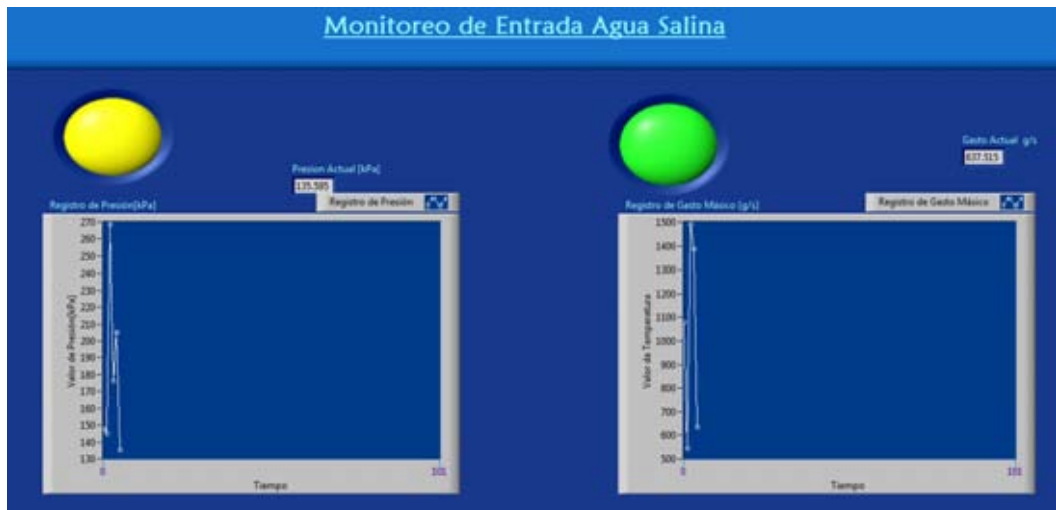 Monitoreo de Entrada Agua Salina
Presion Actual [kPa]
135.585
Registro de Presión[kPa]
Registro de Presión
270
260
250
240
230
220
210
200
190
180
170
160
150
140
130
Valor de Presión[kPa]
0
101
Tiempo
Gasto Actual g/s
637.515
Registro de Gasto Másico [g/s]
Registro de Gasto Másico
1500
1400
1300
1200
1100
1000
900
800
700
600
500
Valor de Temperatura
0
101
Tiempo